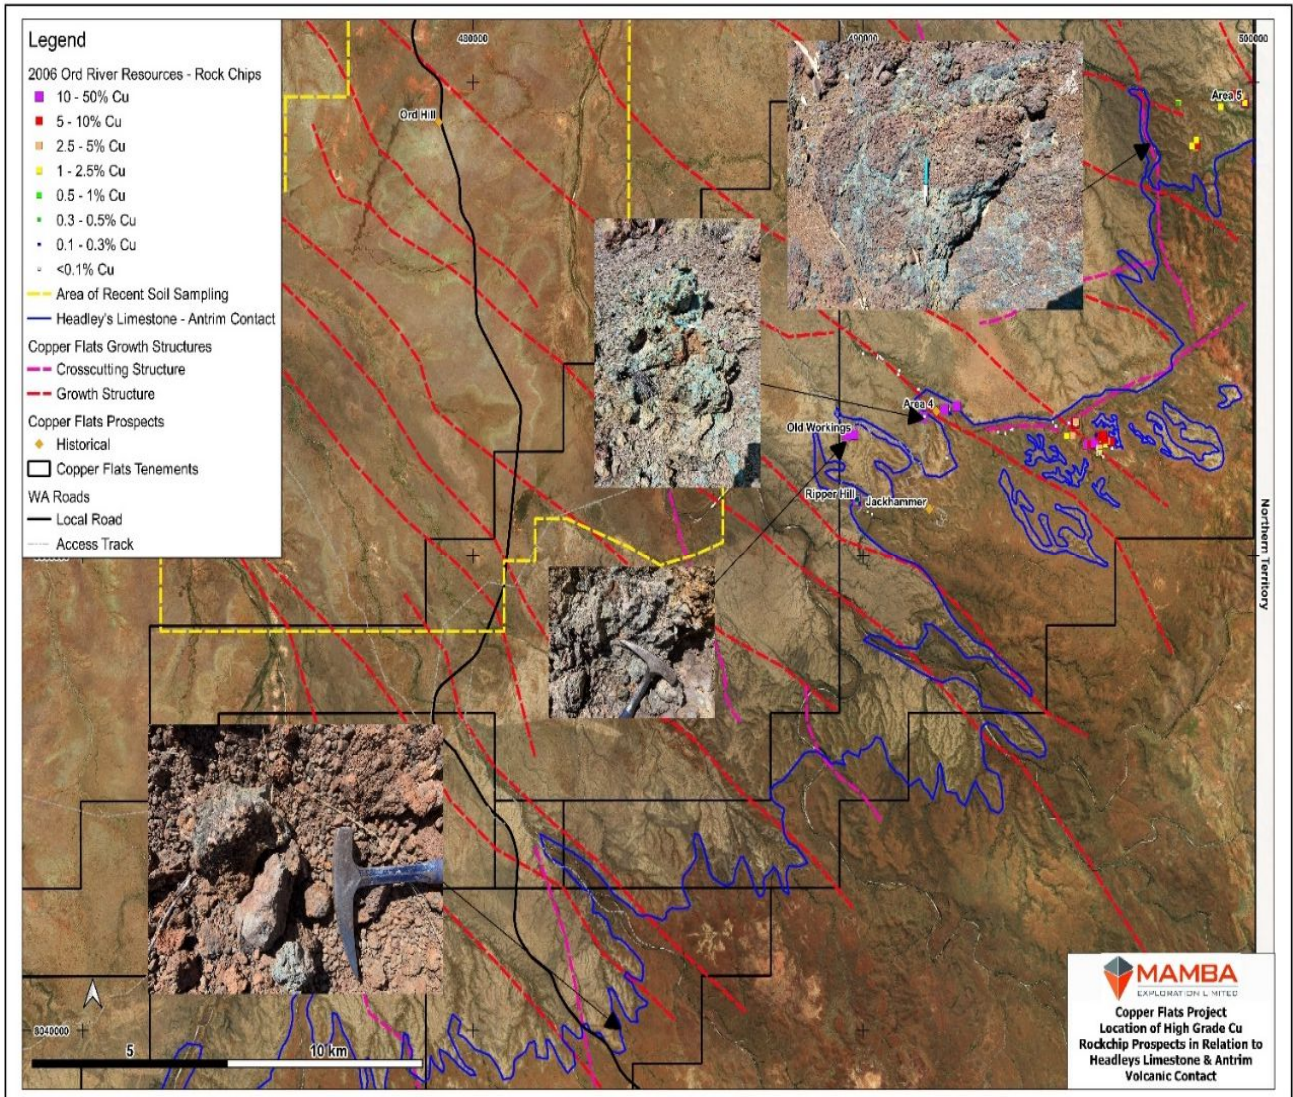 Legend
2006 Ord River Resources - Rock Chips
10 - 50% Cu
5 - 10% Cu
2.5 - 5% Cu
1 - 2.5% Cu
0.5 - 1% Cu
0.3 - 0.5% Cu
0.1 - 0.3% Cu
<0.1% Cu
Area of Recent Soil Sampling
Headley's Limestone - Antrim Contact
Copper Flats Growth Structures
Crosscutting Structure
Growth Structure
Copper Flats Prospects
Historical
Copper Flats Tenements
WA Roads
Local Road
Access Track
480000
490000
500000
Ord Hill
Area 5
Area 4
Old Workings
Ripper Hill
Jackhammer
Northern Territory
8040000
5
10 km
MAMBA
EXPLORATION LIMITED
Copper Flats Project
Location of High Grade Cu
Rockchip Prospects in Relation to
Headleys Limestone & Antrim
Volcanic Contact